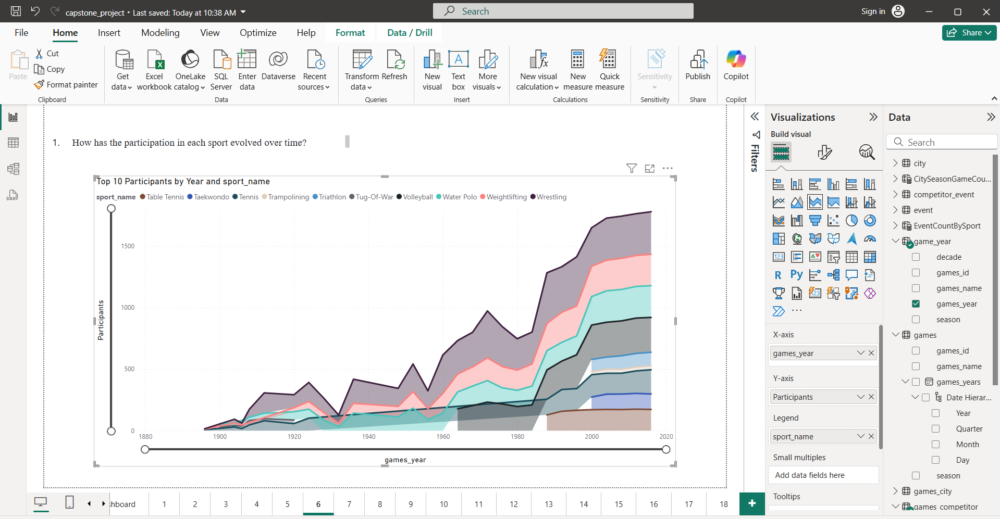 capstone_project • Last saved: Today at 10:38 AM
Search
Sign in
File Home Insert Modeling View Optimize Help Format Data / Drill
Share
Paste
Cut
Copy
Format painter
Clipboard
Get data
Excel workbook
OneLake catalog
SQL Server
Enter data
Dataverse
Recent sources
Data
Transform data
Refresh
Queries
New visual
Text box
More visuals
Insert
New visual calculation
New measure
Quick measure
Calculations
Sensitivity
Sensitivity
Publish
Share
Copilot
Copilot
DAX
1. How has the participation in each sport evolved over time?
Top 10 Participants by Year and sport_name
sport_name Table Tennis Taekwondo Tennis Trampolining Triathlon Tug-Of-War Volleyball Water Polo Weightlifting Wrestling
Participants
1500
1000
500
0
1880 1900 1920 1940 1960 1980 2000 2020
games_year
Filters
Visualizations
Build visual
123
R Py
123
X-axis
games_year
Y-axis
Participants
Legend
sport_name
Small multiples
Add data fields here
Tooltips
Data
Search
city
CitySeasonGameCou...
competitor_event
event
EventCountBySport
game_year
decade
games_id
games_name
games_year
season
games
games_id
games_name
games_years
Date Hierar...
Year
Quarter
Month
Day
season
games_city
games competitor
shboard 1 2 3 4 5 6 7 8 9 10 11 12 13 14 15 16 17 18